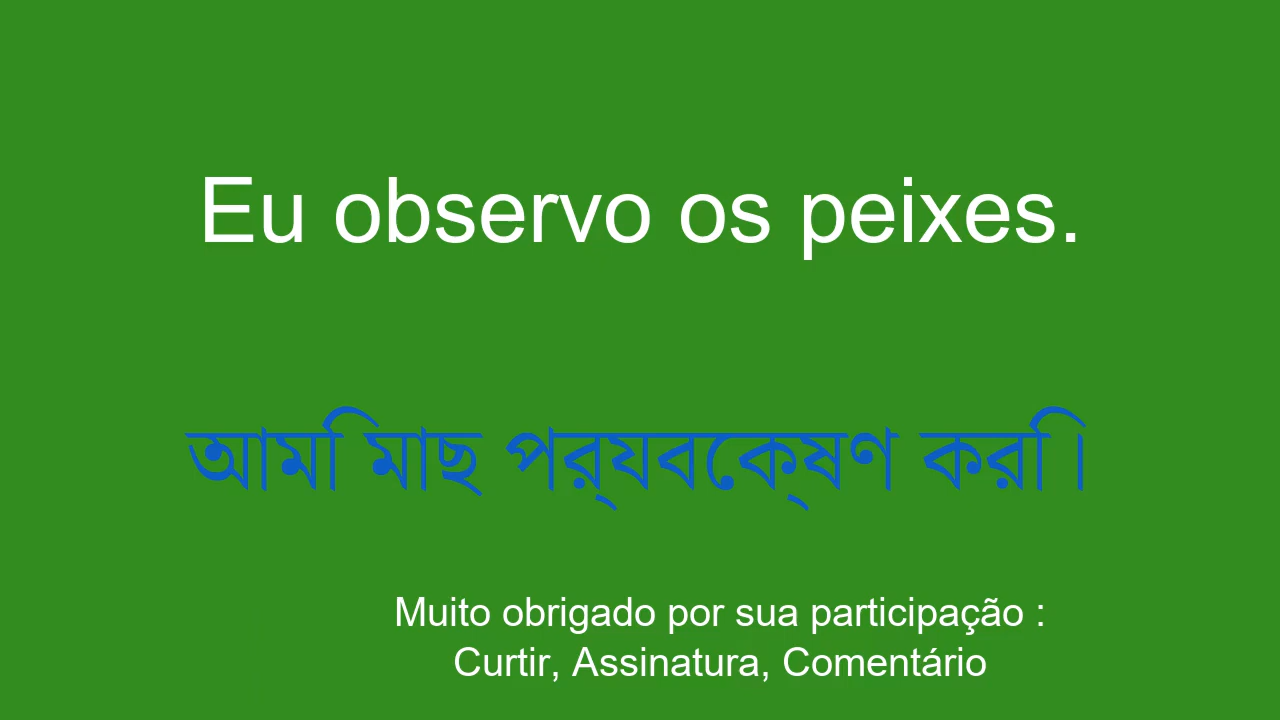 Eu observo os peixes.
আমি মাছ পর্যবেক্ষণ করি।
Muito obrigado por sua participação :
Curtir, Assinatura, Comentário